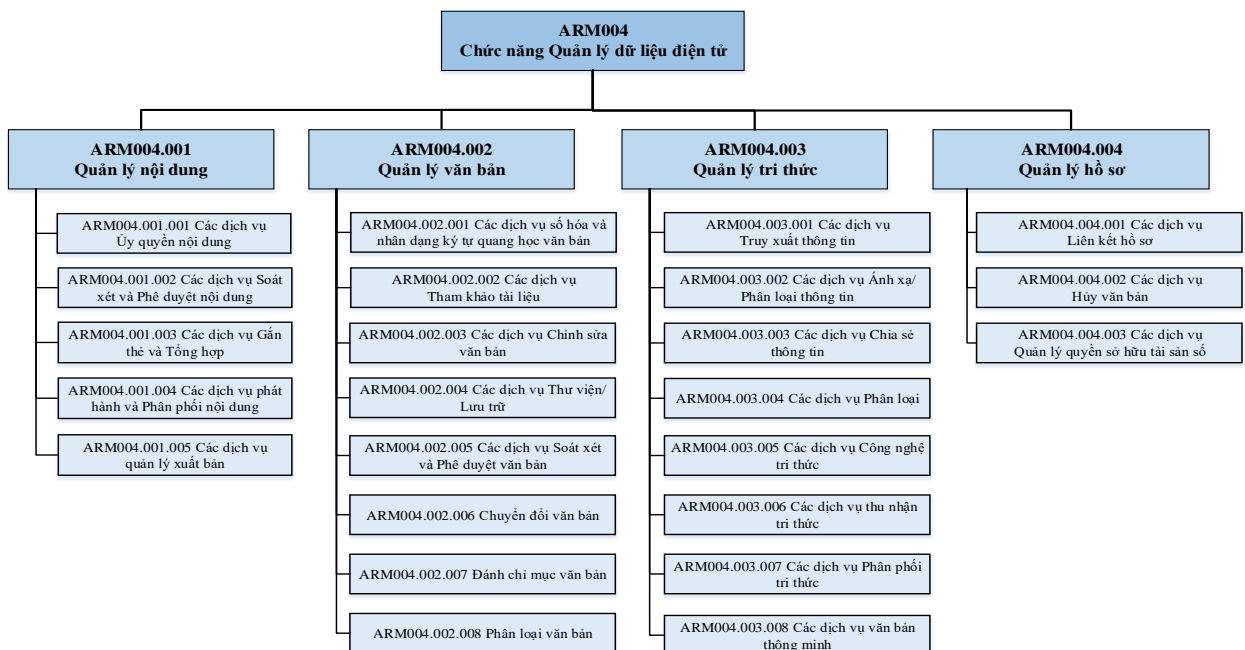 ARM004
Chức năng Quản lý dữ liệu điện tử
ARM004.001
Quản lý nội dung
ARM004.001.001 Các dịch vụ
Ủy quyền nội dung
ARM004.001.002 Các dịch vụ Soát
xét và Phê duyệt nội dung
ARM004.001.003 Các dịch vụ Gắn
thẻ và Tổng hợp
ARM004.001.004 Các dịch vụ phát
hành và Phân phối nội dung
ARM004.001.005 Các dịch vụ
quản lý xuất bản
ARM004.002
Quản lý văn bản
ARM004.002.001 Các dịch vụ số hóa và
nhân dạng ký tự quang học văn bản
ARM004.002.002 Các dịch vụ
Tham khảo tài liệu
ARM004.002.003 Các dịch vụ Chỉnh sửa
văn bản
ARM004.002.004 Các dịch vụ Thư viện/
Lưu trữ
ARM004.002.005 Các dịch vụ Soát xét
và Phê duyệt văn bản
ARM004.002.006 Chuyển đổi văn bản
ARM004.002.007 Đánh chỉ mục văn bản
ARM004.002.008 Phân loại văn bản
ARM004.003
Quản lý tri thức
ARM004.003.001 Các dịch vụ
Truy xuất thông tin
ARM004.003.002 Các dịch vụ Ánh xạ/
Phân loại thông tin
ARM004.003.003 Các dịch vụ Chia sẻ
thông tin
ARM004.003.004 Các dịch vụ Phân loại
ARM004.003.005 Các dịch vụ Công nghệ
tri thức
ARM004.003.006 Các dịch vụ thu nhận
tri thức
ARM004.003.007 Các dịch vụ Phân phối
tri thức
ARM004.003.008 Các dịch vụ văn bản
thông minh
ARM004.004
Quản lý hồ sơ
ARM004.004.001 Các dịch vụ
Liên kết hồ sơ
ARM004.004.002 Các dịch vụ
Hủy văn bản
ARM004.004.003 Các dịch vụ
Quản lý quyền sở hữu tài sản số